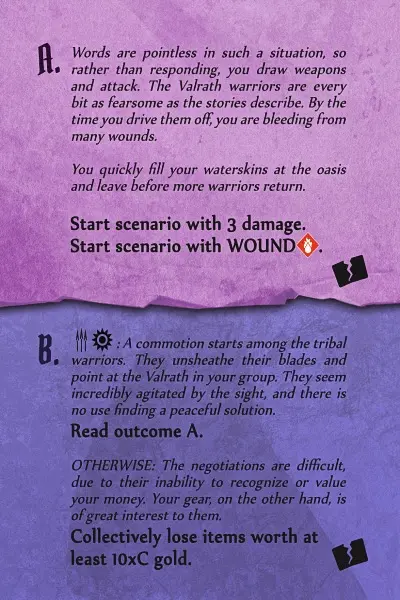 A.
Words are pointless in such a situation, so
rather than responding, you draw weapons
and attack. The Valrath warriors are every
bit as fearsome as the stories describe. By the
time you drive them off, you are bleeding from
many wounds.
You quickly fill your waterskins at the oasis
and leave before more warriors return.
Start scenario with 3 damage.
Start scenario with WOUND.
B.
: A commotion starts among the tribal
warriors. They unsheathe their blades and
point at the Valrath in your group. They seem
incredibly agitated by the sight, and there is
no use finding a peaceful solution.
Read outcome A.
OTHERWISE: The negotiations are difficult,
due to their inability to recognize or value
your money. Your gear, on the other hand, is
of great interest to them.
Collectively lose items worth at
least 10xC gold.